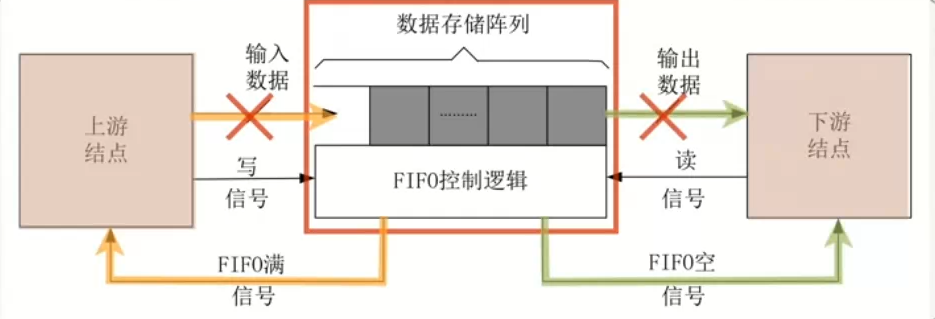 数据存储阵列
输入
数据
输出
数据
上游
结点
………
下游
结点
写
信号
FIFO控制逻辑
读
信号
FIFO满
信号
FIFO空
信号